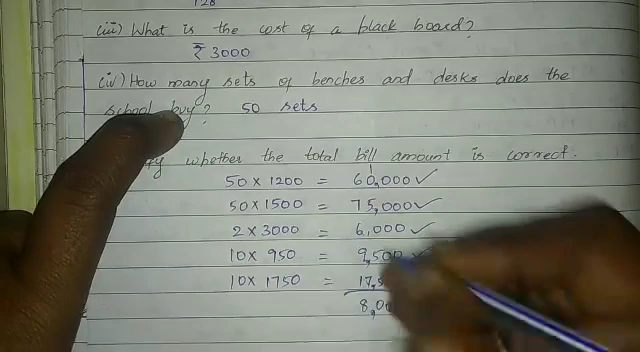 128
(iii) What is the cost of a black board?
₹ 3000
(iv) How many sets of benches and desks does the
school buy? 50 sets
whether the total bill amount is correct.
50 × 1200 = 60,000 ✓
50 × 1500 = 75,000 ✓
2 × 3000 = 6,000 ✓
10 × 950 = 9,500 ✓
10 × 1750 =